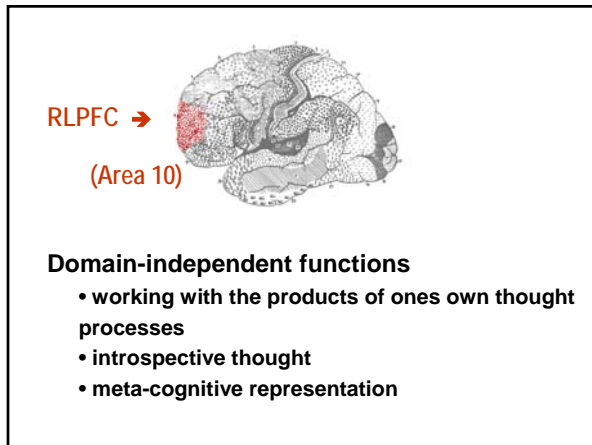 RLPFC ➔
(Area 10)
Domain-independent functions
• working with the products of ones own thought
processes
• introspective thought
• meta-cognitive representation